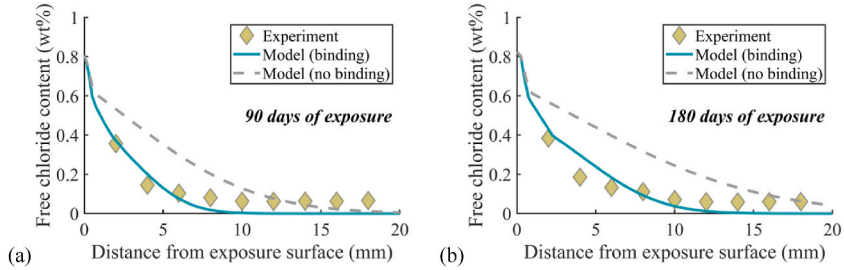 Free chloride content (wt%)
1
0.8
0.6
0.4
0.2
0
Experiment
Model (binding)
Model (no binding)
90 days of exposure
0 5 10 15 20
(a) Distance from exposure surface (mm)
Free chloride content (wt%)
1
0.8
0.6
0.4
0.2
0
Experiment
Model (binding)
Model (no binding)
180 days of exposure
0 5 10 15 20
(b) Distance from exposure surface (mm)